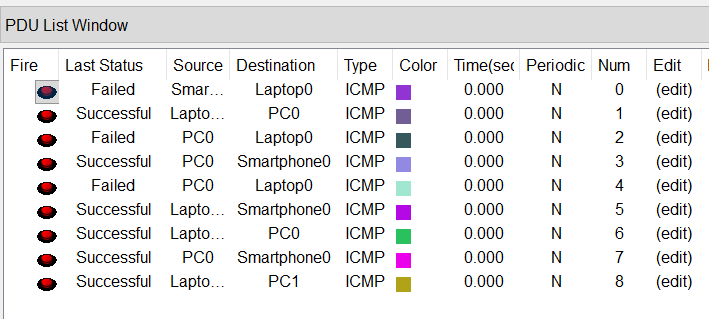 PDU List Window
Fire Last Status Source Destination Type Color Time(sec Periodic Num Edit
Failed Smar... Laptop0 ICMP 0.000 N 0 (edit)
Successful Lapto... PC0 ICMP 0.000 N 1 (edit)
Failed PC0 Laptop0 ICMP 0.000 N 2 (edit)
Successful PC0 Smartphone0 ICMP 0.000 N 3 (edit)
Failed PC0 Laptop0 ICMP 0.000 N 4 (edit)
Successful Lapto... Smartphone0 ICMP 0.000 N 5 (edit)
Successful Lapto... PC0 ICMP 0.000 N 6 (edit)
Successful PC0 Smartphone0 ICMP 0.000 N 7 (edit)
Successful Lapto... PC1 ICMP 0.000 N 8 (edit)